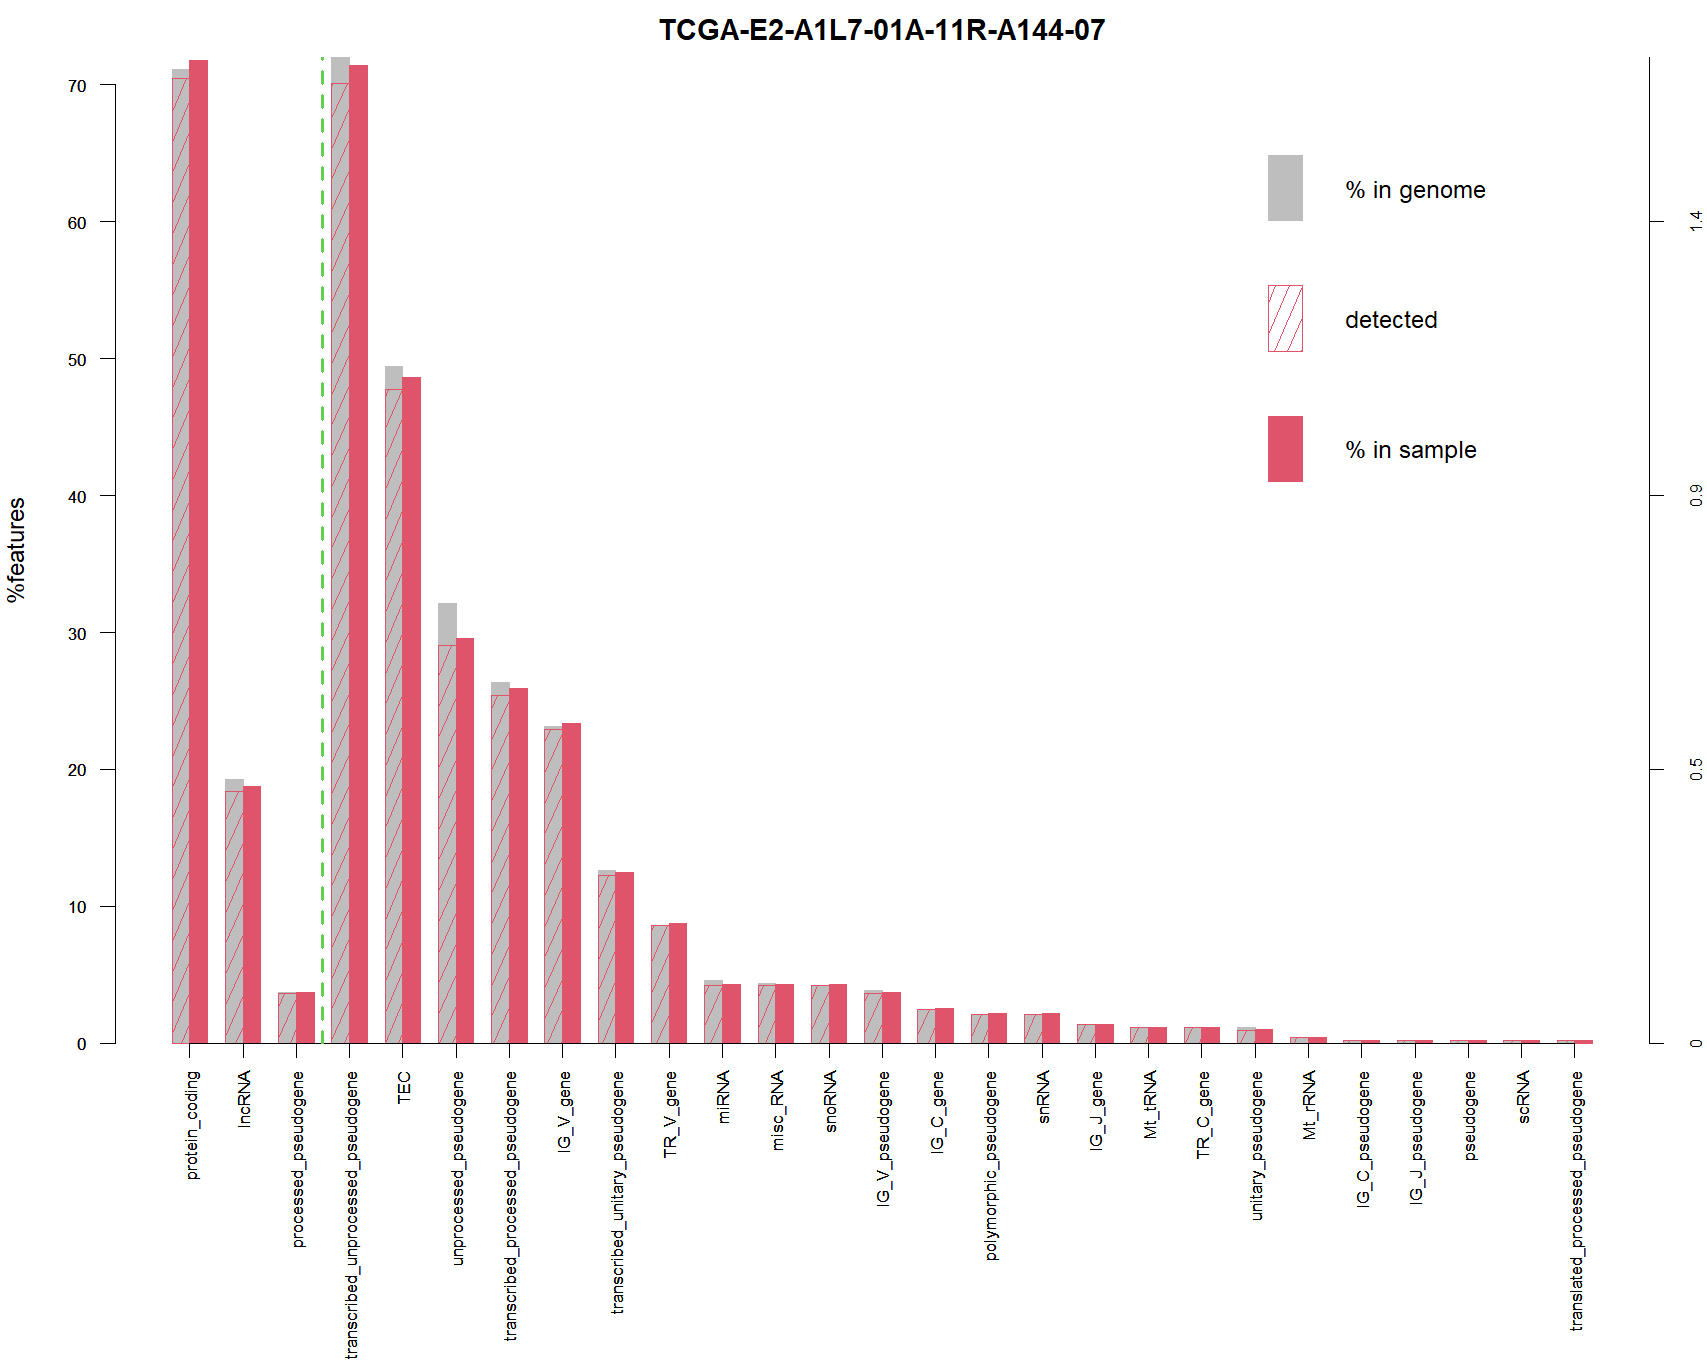 TCGA-E2-A1L7-01A-11R-A144-07
%features
70
60
50
40
30
20
10
0
% in genome
detected
% in sample
1.4
0.9
0.5
0
protein_coding
lncRNA
processed_pseudogene
transcribed_unprocessed_pseudogene
TEC
unprocessed_pseudogene
transcribed_processed_pseudogene
IG_V_gene
transcribed_unitary_pseudogene
TR_V_gene
miRNA
misc_RNA
snoRNA
IG_V_pseudogene
IG_C_gene
polymorphic_pseudogene
snRNA
IG_J_gene
Mt_tRNA
TR_C_gene
unitary_pseudogene
Mt_rRNA
IG_C_pseudogene
IG_J_pseudogene
pseudogene
scRNA
translated_processed_pseudogene